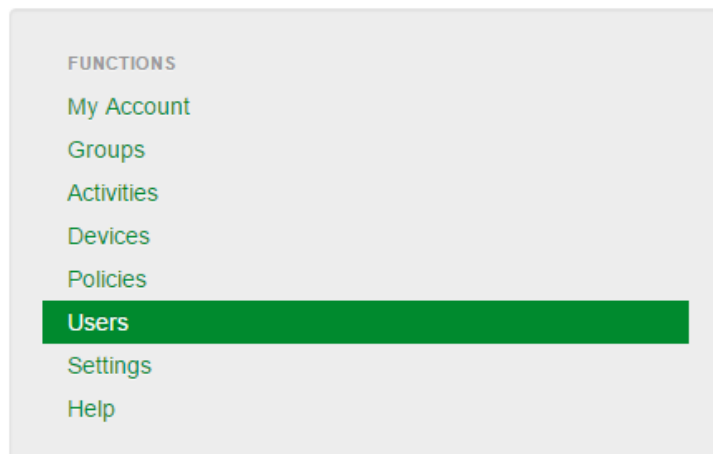 FUNCTIONS
My Account
Groups
Activities
Devices
Policies
Users
Settings
Help